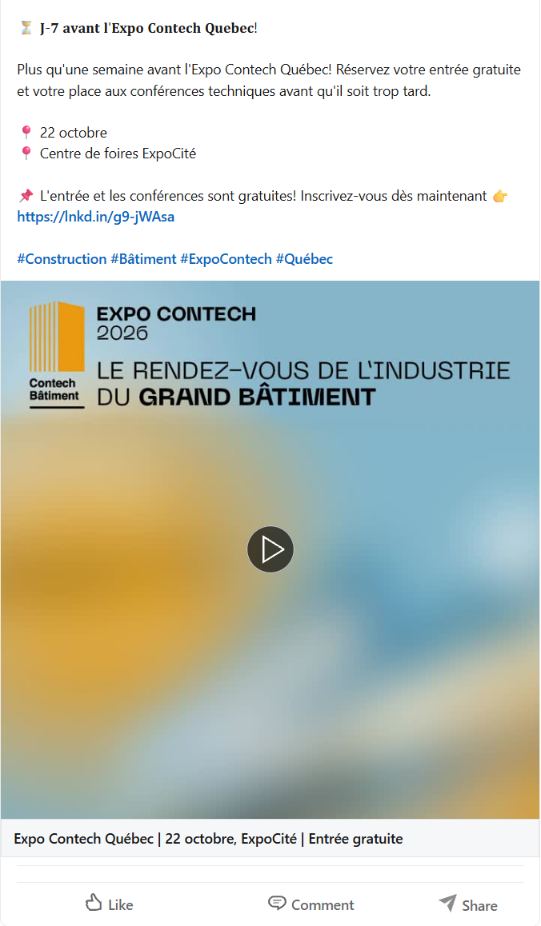 ⏳ J-7 avant l'Expo Contech Quebec!
Plus qu'une semaine avant l'Expo Contech Québec! Réservez votre entrée gratuite
et votre place aux conférences techniques avant qu'il soit trop tard.
📍 22 octobre
📍 Centre de foires ExpoCité
📌 L'entrée et les conférences sont gratuites! Inscrivez-vous dès maintenant 👉
https://lnkd.in/g9-jWAsa
#Construction #Bâtiment #ExpoContech #Québec
EXPO CONTECH
2026
LE RENDEZ-VOUS DE L'INDUSTRIE
DU GRAND BÂTIMENT
Contech
Bâtiment
Expo Contech Québec | 22 octobre, ExpoCité | Entrée gratuite
Like Comment Share